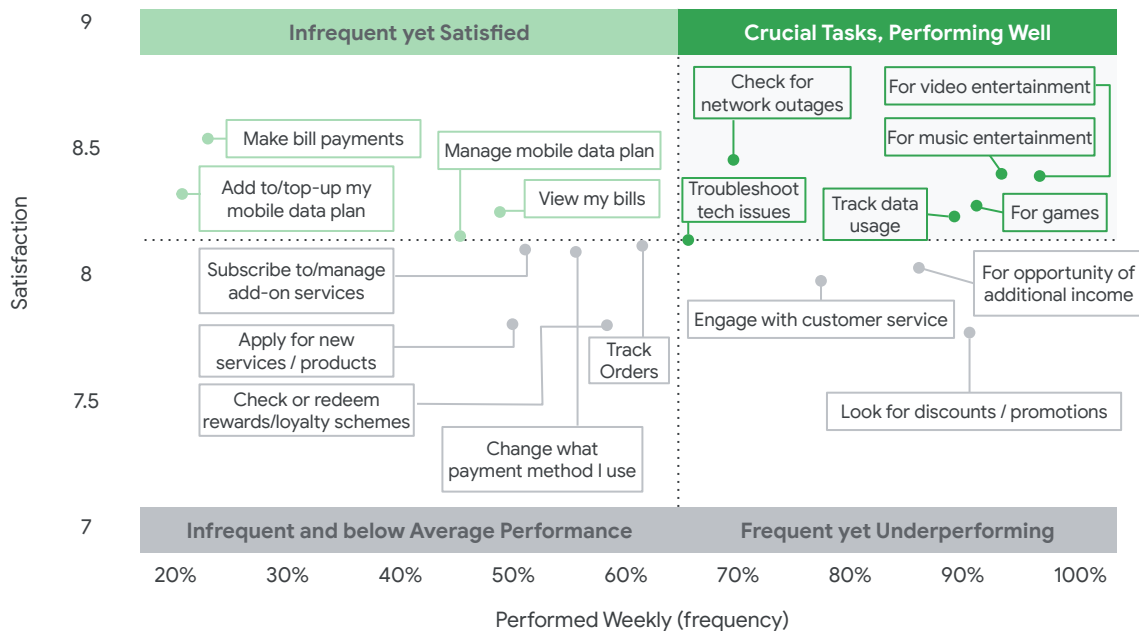 9
Infrequent yet Satisfied
Crucial Tasks, Performing Well
Check for
network outages
For video entertainment
Make bill payments
8.5
Manage mobile data plan
For music entertainment
Add to/top-up my
mobile data plan
View my bills
Troubleshoot
tech issues
Track data
usage
For games
Satisfaction
8
Subscribe to/manage
add-on services
For opportunity of
additional income
Engage with customer service
Apply for new
services / products
Track
Orders
7.5
Check or redeem
rewards/loyalty schemes
Look for discounts / promotions
Change what
payment method I use
7
Infrequent and below Average Performance
Frequent yet Underperforming
20%
30%
40%
50%
60%
70%
80%
90%
100%
Performed Weekly (frequency)